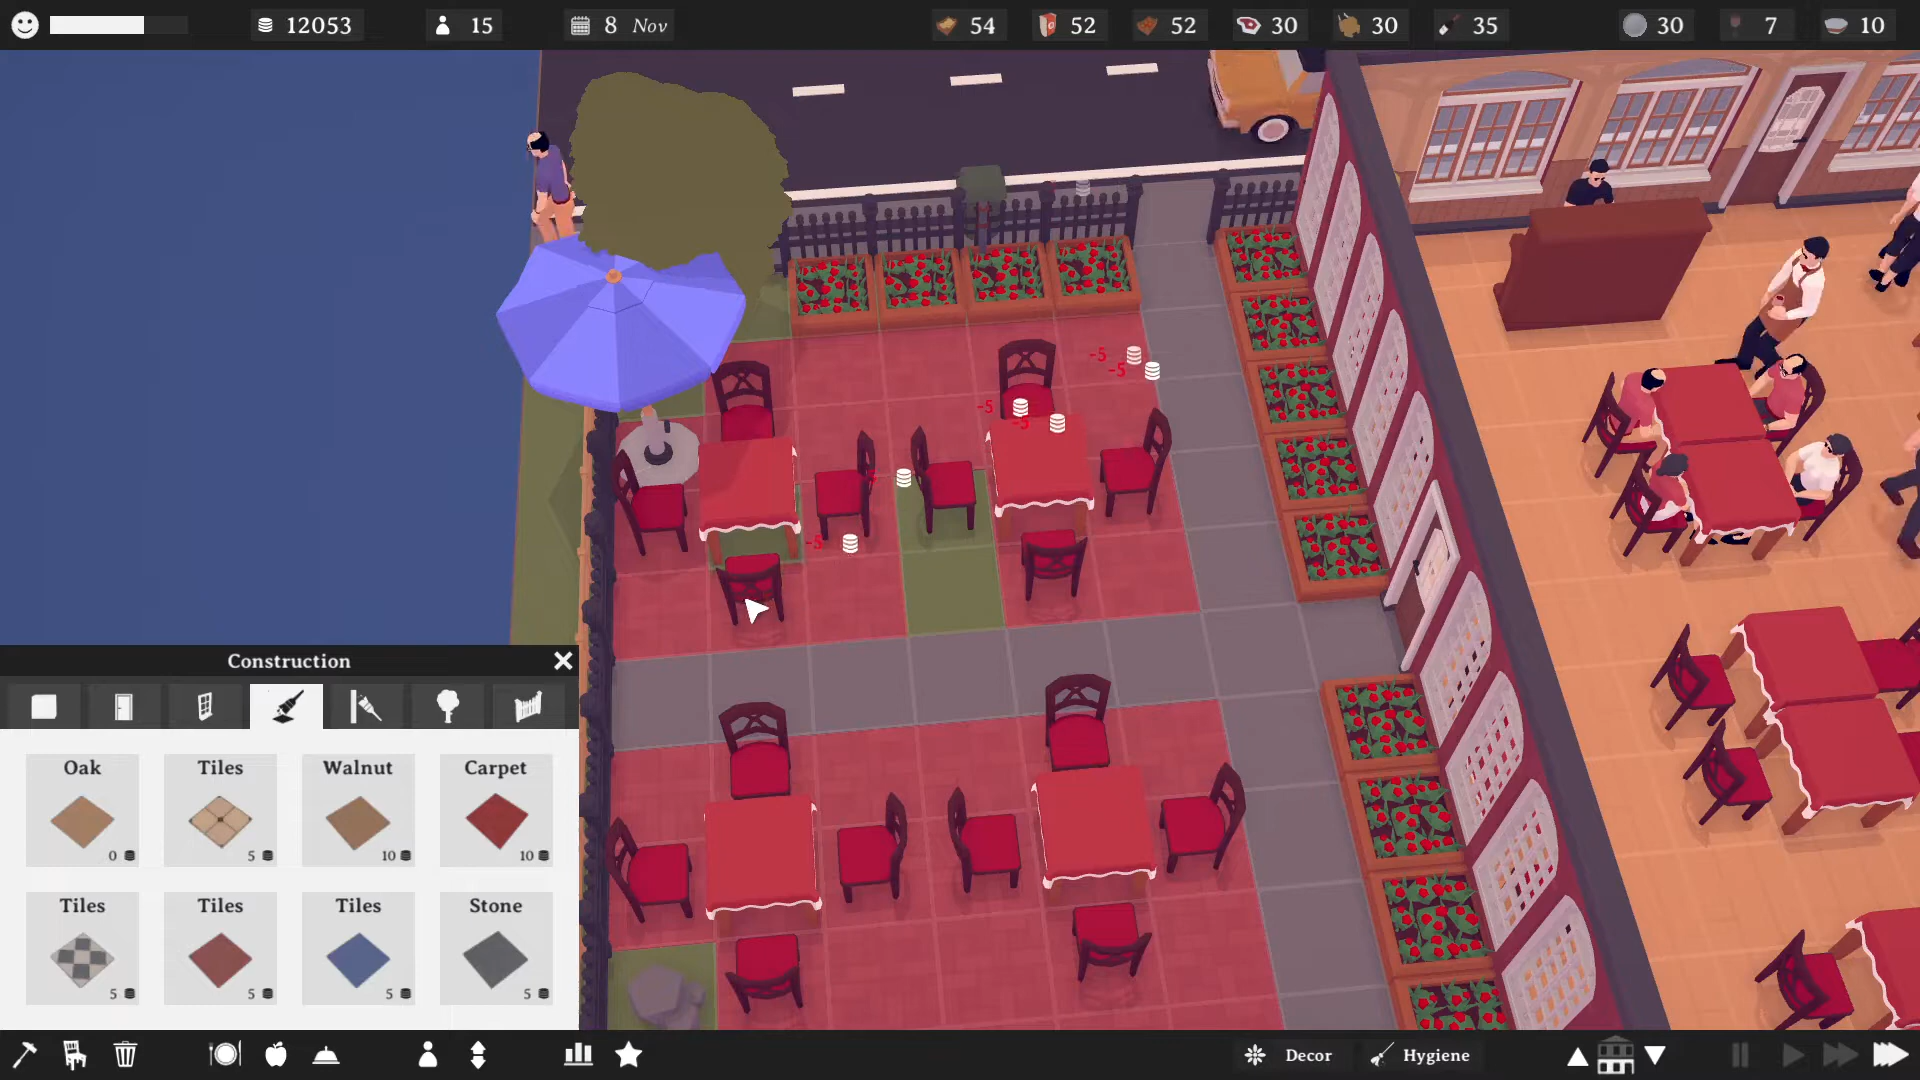 12053 15 8 Nov 54 52 52 30 30 35 30 7 10
-5
-5
-5
-5
-5
Construction
Oak Tiles Walnut Carpet
0 5 10 10
Tiles Tiles Tiles Stone
5 5 5 5
Decor Hygiene